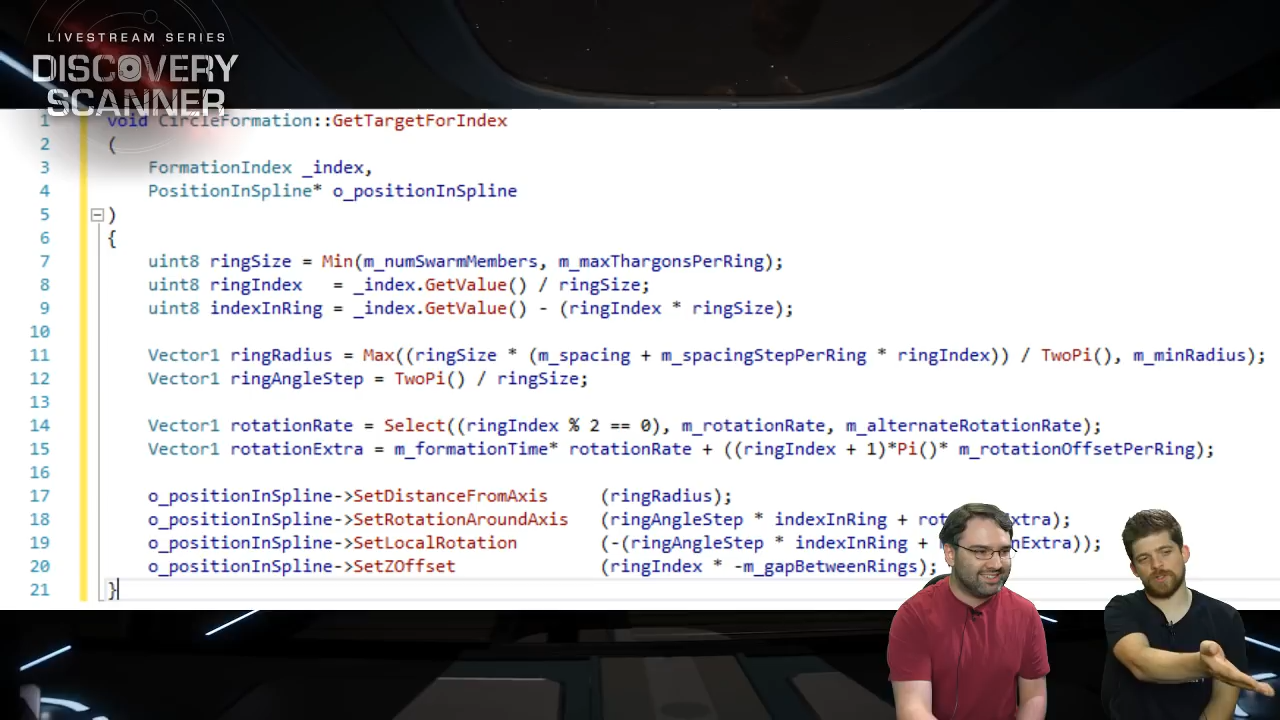 LIVESTREAM SERIES
DISCOVERY
SCANNER
1 void CircleFormation::GetTargetForIndex
2 (
3 FormationIndex _index,
4 PositionInSpline* o_positionInSpline
5 )
6 {
7 uint8 ringSize = Min(m_numSwarmMembers, m_maxThargonsPerRing);
8 uint8 ringIndex = _index.GetValue() / ringSize;
9 uint8 indexInRing = _index.GetValue() - (ringIndex * ringSize);
10
11 Vector1 ringRadius = Max((ringSize * (m_spacing + m_spacingStepPerRing * ringIndex)) / TwoPi(), m_minRadius);
12 Vector1 ringAngleStep = TwoPi() / ringSize;
13
14 Vector1 rotationRate = Select((ringIndex % 2 == 0), m_rotationRate, m_alternateRotationRate);
15 Vector1 rotationExtra = m_formationTime* rotationRate + ((ringIndex + 1)*Pi()* m_rotationOffsetPerRing);
16
17 o_positionInSpline->SetDistanceFromAxis (ringRadius);
18 o_positionInSpline->SetRotationAroundAxis (ringAngleStep * indexInRing + rotationExtra);
19 o_positionInSpline->SetLocalRotation (-(ringAngleStep * indexInRing + rotationExtra));
20 o_positionInSpline->SetZOffset (ringIndex * -m_gapBetweenRings);
21 }